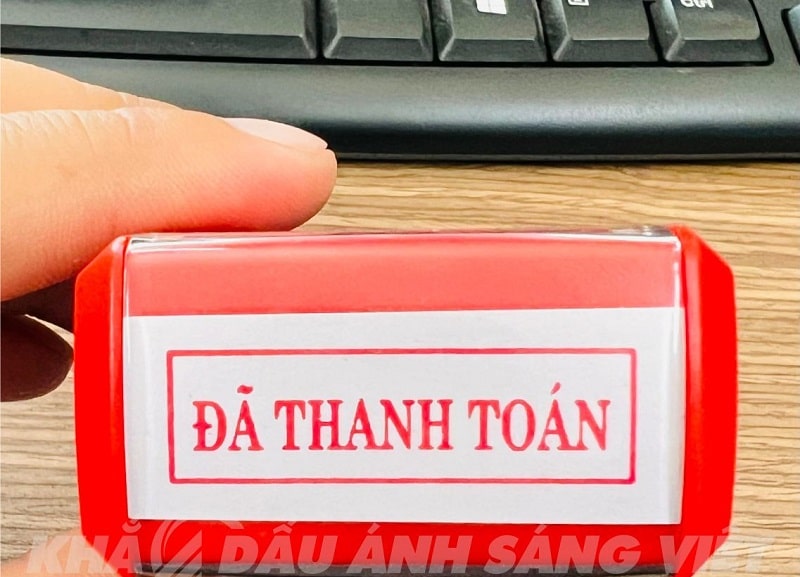 ĐÃ THANH TOÁN
KHẮC DẤU ÁNH SÁNG VIỆT